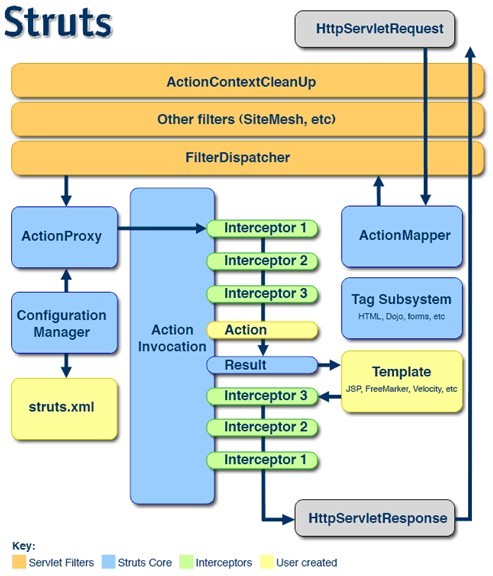 Struts
HttpServletRequest
ActionContextCleanUp
Other filters (SiteMesh, etc)
FilterDispatcher
ActionProxy
Interceptor 1
ActionMapper
Interceptor 2
Interceptor 3
Tag Subsystem
HTML, Dojo, forms, etc
Configuration
Manager
Action
Invocation
Action
Result
Template
JSP, FreeMarker, Velocity, etc
struts.xml
Interceptor 3
Interceptor 2
Interceptor 1
HttpServletResponse
Key:
Servlet Filters
Struts Core
Interceptors
User created